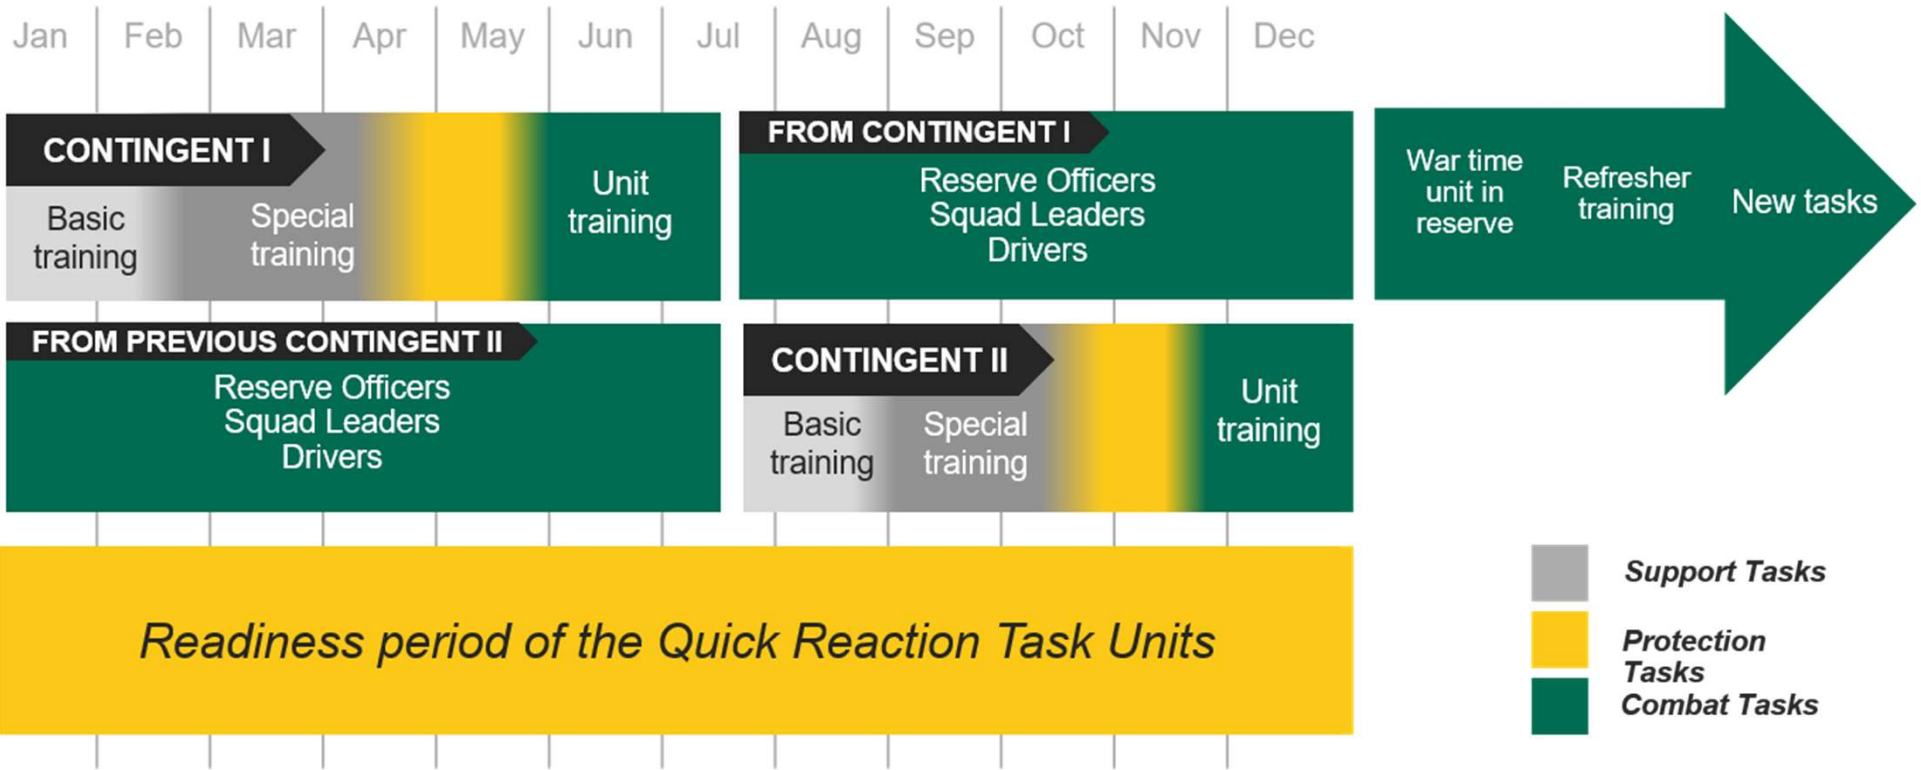 Jan Feb Mar Apr May Jun Jul Aug Sep Oct Nov Dec
CONTINGENT I
Basic
training
Special
training
Unit
training
FROM CONTINGENT I
Reserve Officers
Squad Leaders
Drivers
War time
unit in
reserve
Refresher
training
New tasks
FROM PREVIOUS CONTINGENT II
Reserve Officers
Squad Leaders
Drivers
CONTINGENT II
Basic
training
Special
training
Unit
training
Readiness period of the Quick Reaction Task Units
Support Tasks
Protection
Tasks
Combat Tasks